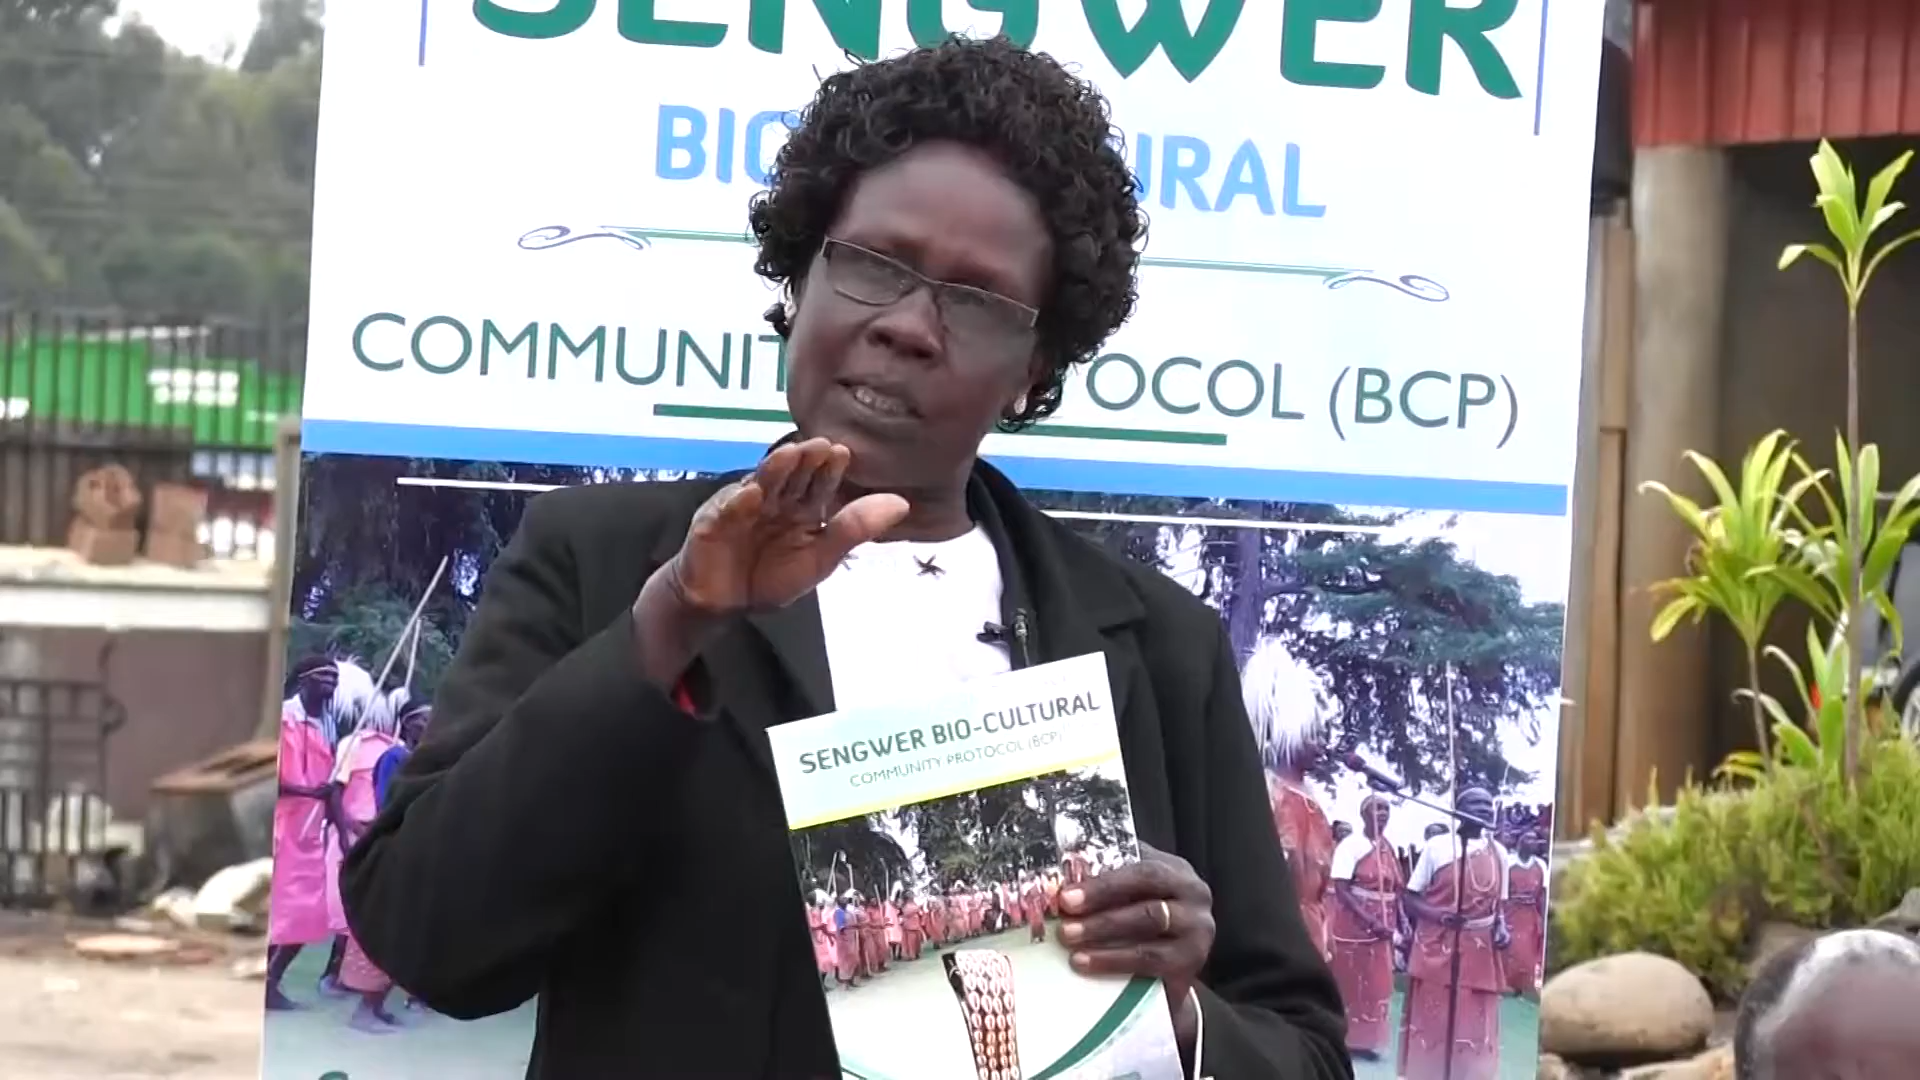 SENGWER
BIO URAL
COMMUNIT OCOL (BCP)
SENGWER BIO-CULTURAL
COMMUNITY PROTOCOL (BCP)